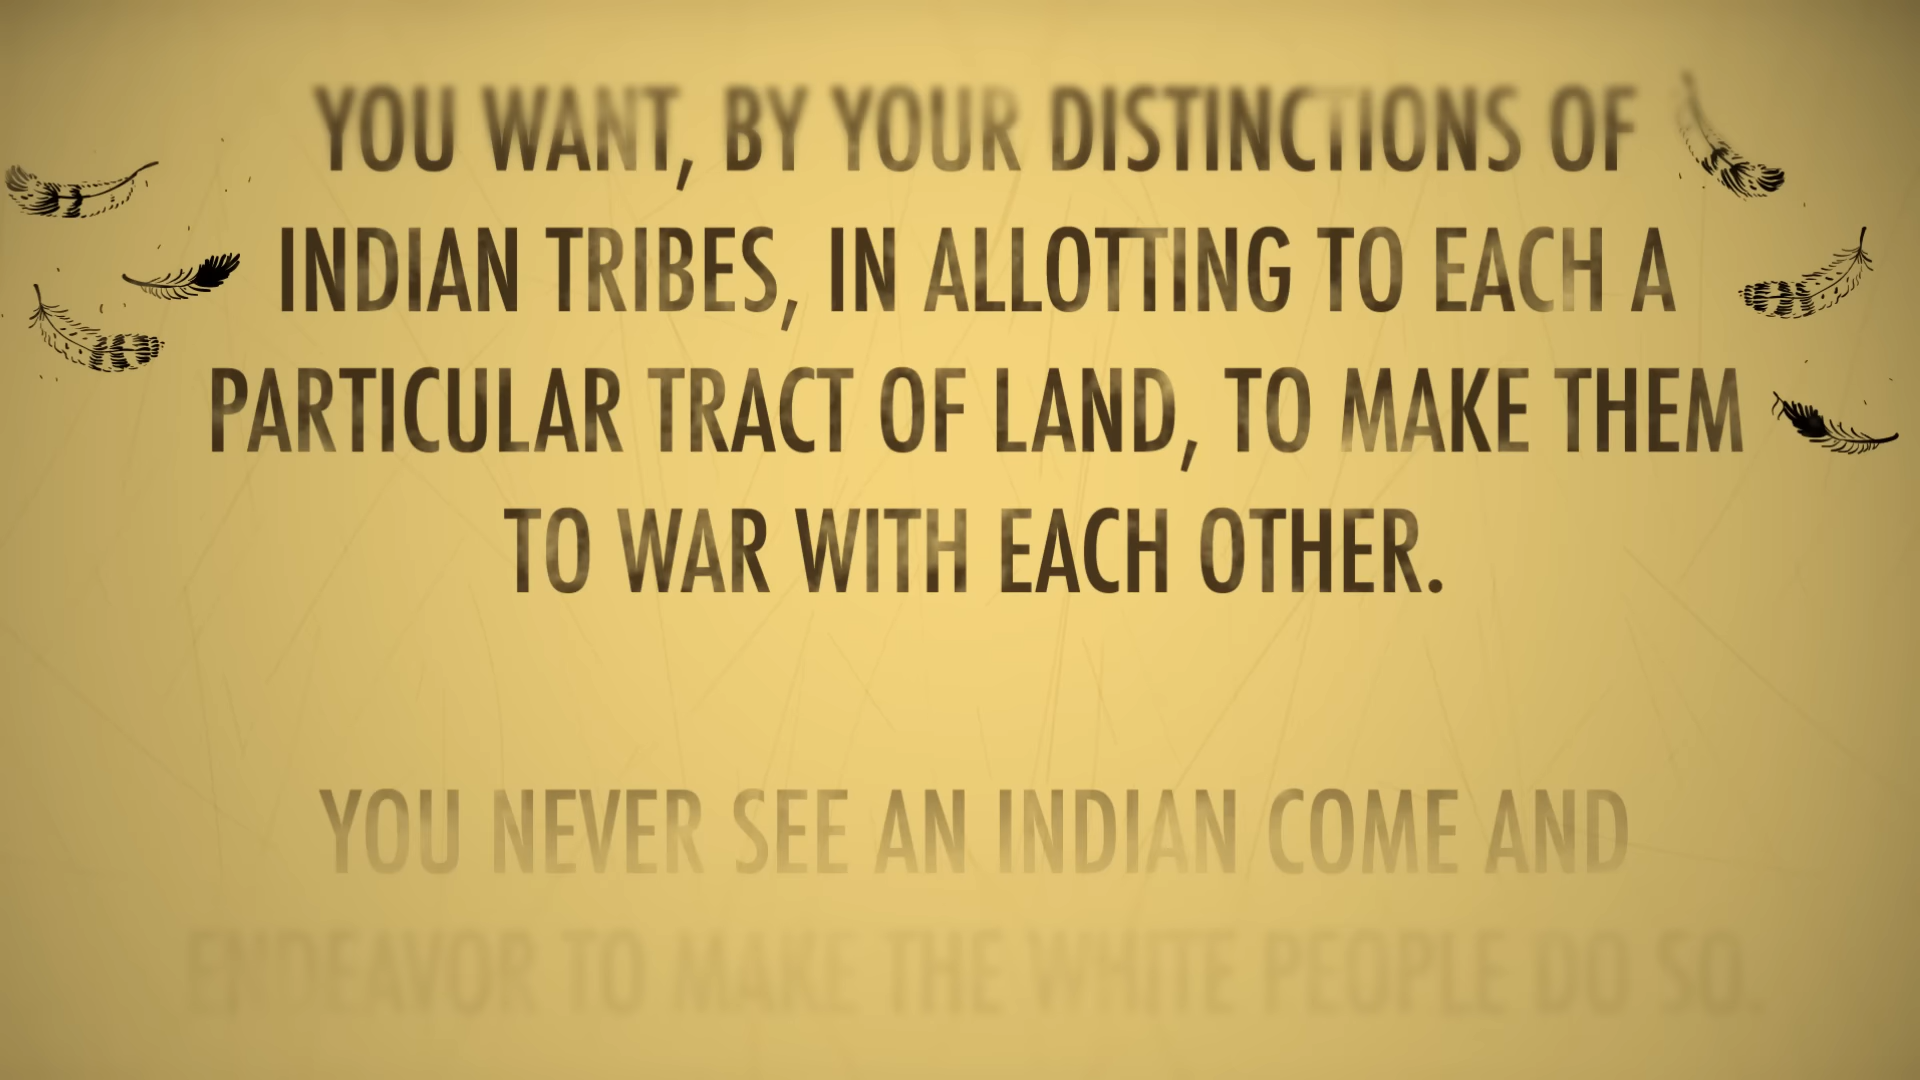 YOU WANT, BY YOUR DISTINCTIONS OF
INDIAN TRIBES, IN ALLOTTING TO EACH A
PARTICULAR TRACT OF LAND, TO MAKE THEM
TO WAR WITH EACH OTHER.
YOU NEVER SEE AN INDIAN COME AND
ENDEAVOR TO MAKE THE WHITE PEOPLE DO SO.